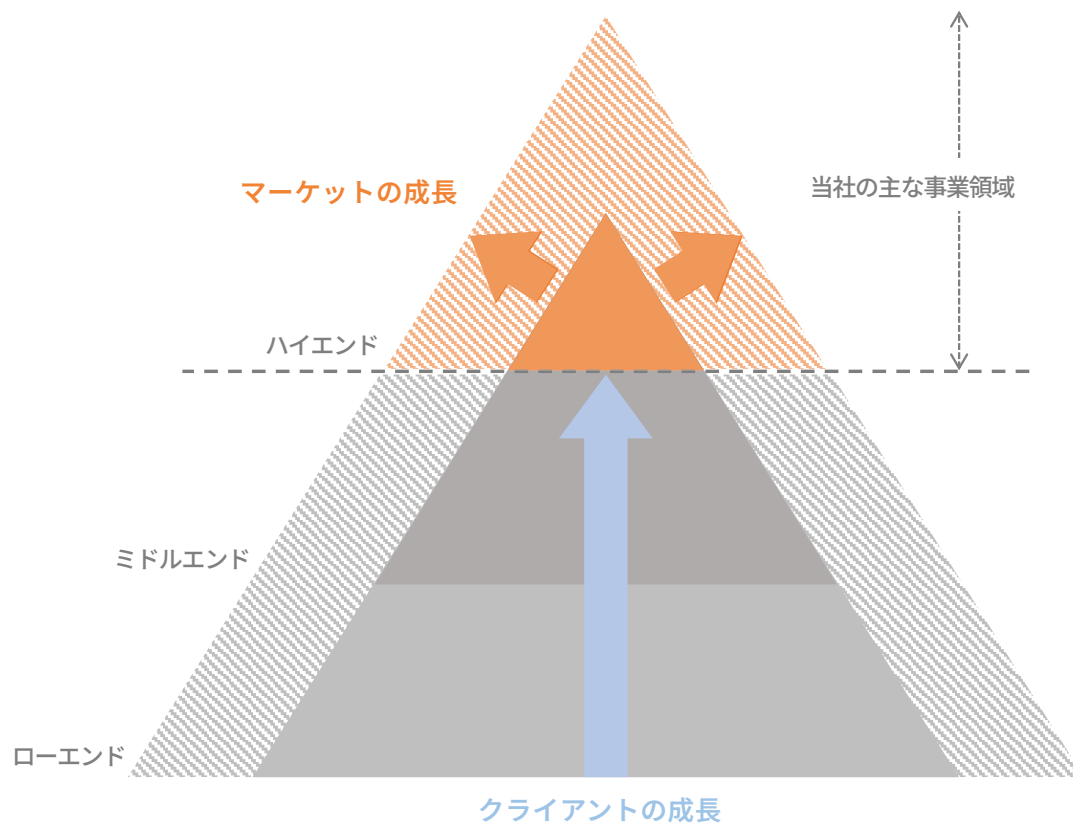 マーケットの成長
当社の主な事業領域
ハイエンド
ミドルエンド
ローエンド
クライアントの成長